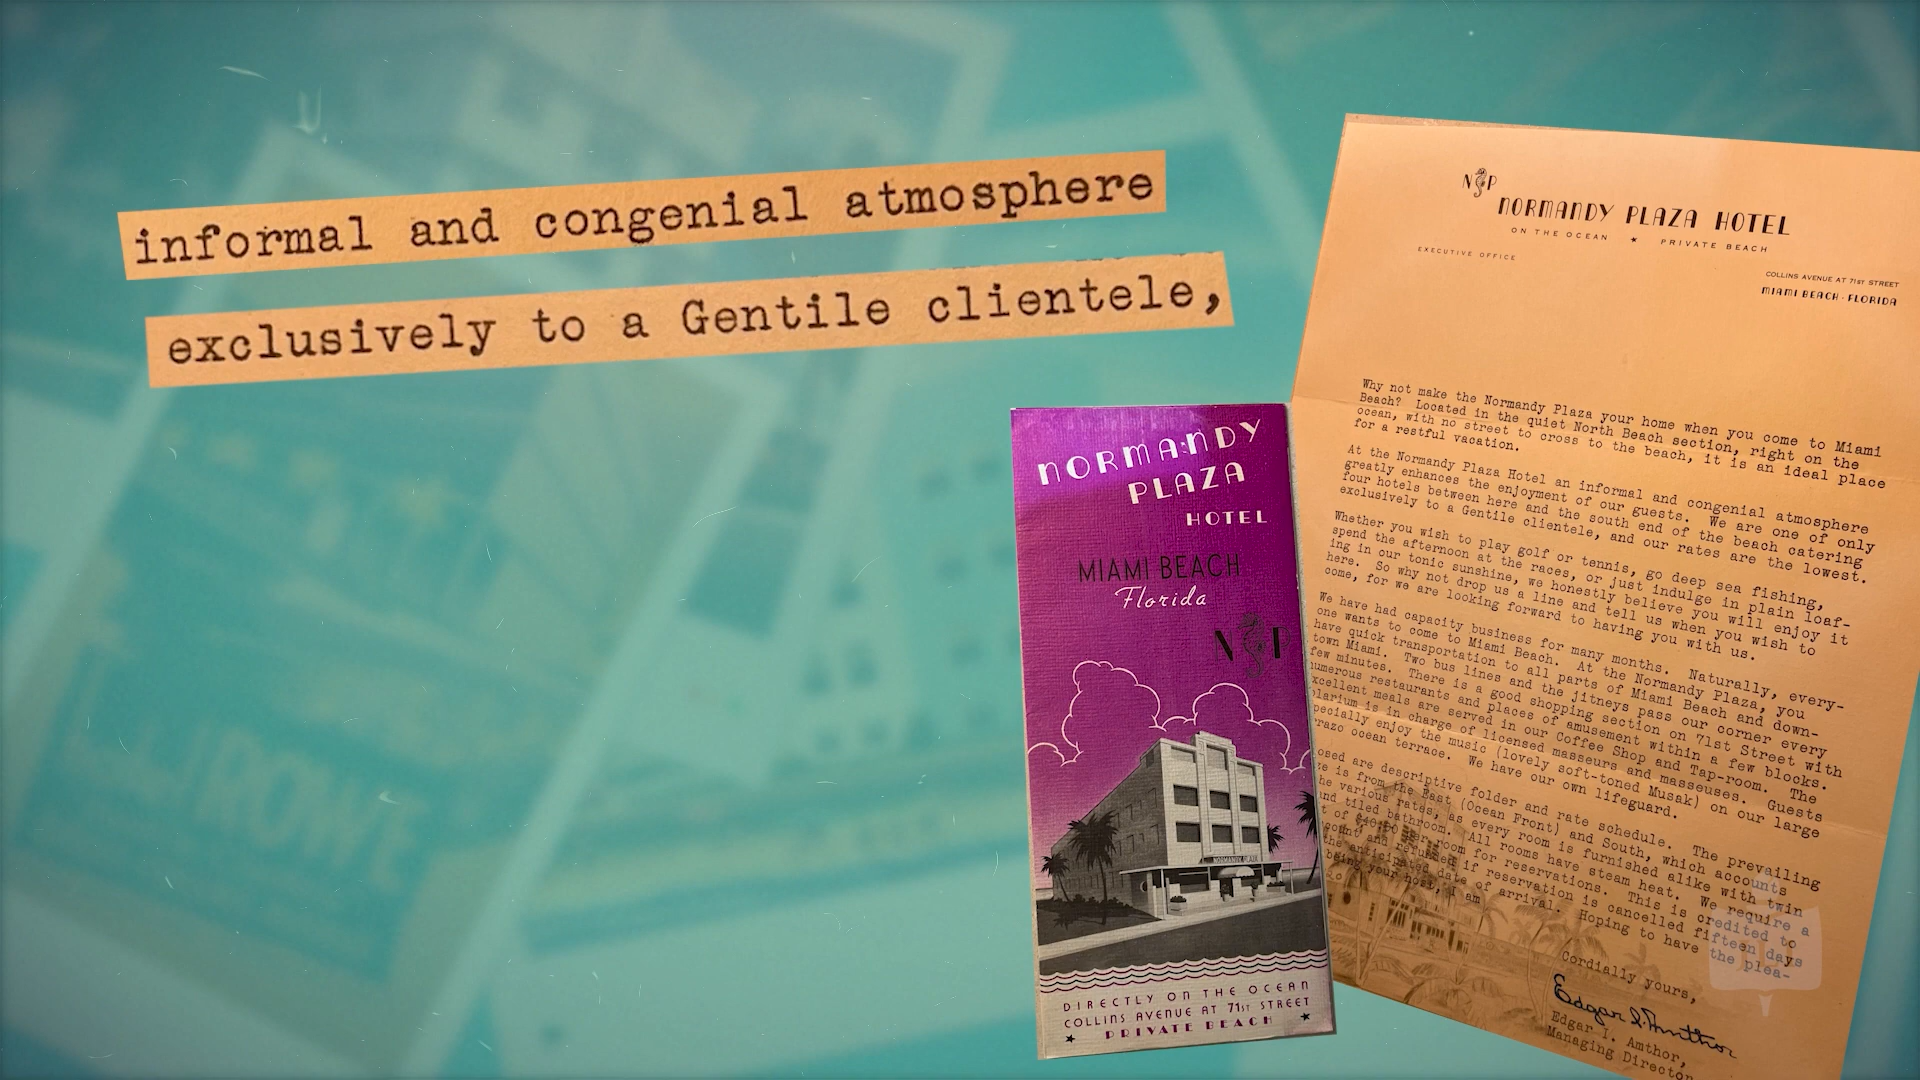 informal and congenial atmosphere
exclusively to a Gentile clientele,
NORMANDY
PLAZA
HOTEL
MIAMI BEACH
Florida
N P
NORMANDY PLAZA
DIRECTLY ON THE OCEAN
COLLINS AVENUE AT 71ST STREET
★ PRIVATE BEACH ★
N P
NORMANDY PLAZA HOTEL
ON THE OCEAN ★ PRIVATE BEACH
EXECUTIVE OFFICE
COLLINS AVENUE AT 71ST STREET
MIAMI BEACH · FLORIDA
Why not make the Normandy Plaza your home when you come to Miami
Beach? Located in the quiet North Beach section, right on the
ocean, with no street to cross to the beach, it is an ideal place
for a restful vacation.
At the Normandy Plaza Hotel an informal and congenial atmosphere
greatly enhances the enjoyment of our guests. We are one of only
four hotels between here and the south end of the beach catering
exclusively to a Gentile clientele, and our rates are the lowest.
Whether you wish to play golf or tennis, go deep sea fishing,
spend the afternoon at the races, or just indulge in plain loaf-
ing in our tonic sunshine, we honestly believe you will enjoy it
here. So why not drop us a line and tell us when you wish to
come, for we are looking forward to having you with us.
We have had capacity business for many months. Naturally, every-
one wants to come to Miami Beach. At the Normandy Plaza, you
have quick transportation to all parts of Miami Beach and down-
town Miami. Two bus lines and the jitneys pass our corner every
few minutes. There is a good shopping section on 71st Street with
numerous restaurants and places of amusement within a few blocks.
xcellent meals are served in our Coffee Shop and Tap-room. The
larium is in charge of licensed masseurs and masseuses. Guests
pecially enjoy the music (lovely soft-toned Musak) on our large
rrazo ocean terrace. We have our own lifeguard.
osed are descriptive folder and rate schedule. The prevailing
ze is from the East (Ocean Front) and South, which accounts
he various rates, as every room is furnished alike with twin
and tiled bathroom. All rooms have steam heat. We require a
t of $40.00 per room for reservations. This is credited to
count and returned if reservation is cancelled fifteen days
the anticipated date of arrival. Hoping to have the plea-
being your host, I am
Cordially yours,
Edgar I. Amthor
Edgar I. Amthor,
Managing Director